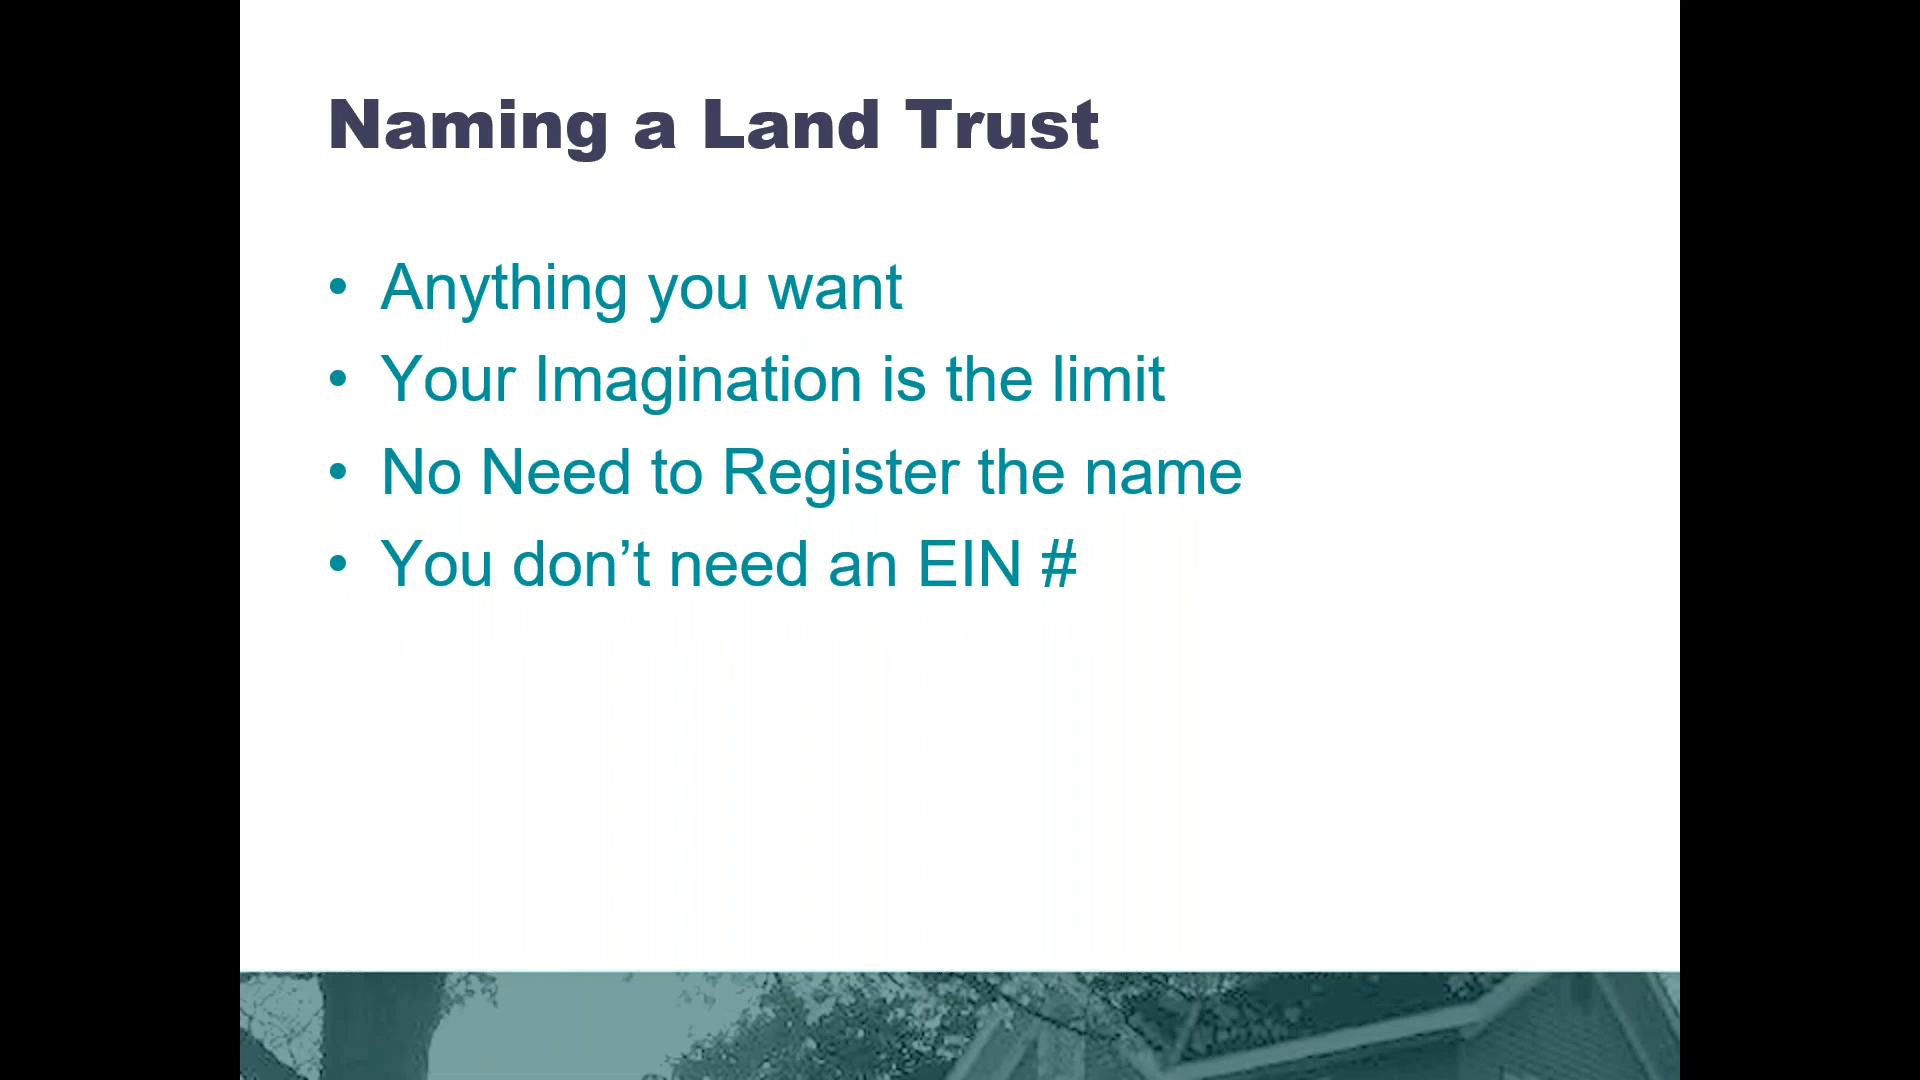 Naming a Land Trust
• Anything you want
• Your Imagination is the limit
• No Need to Register the name
• You don’t need an EIN #